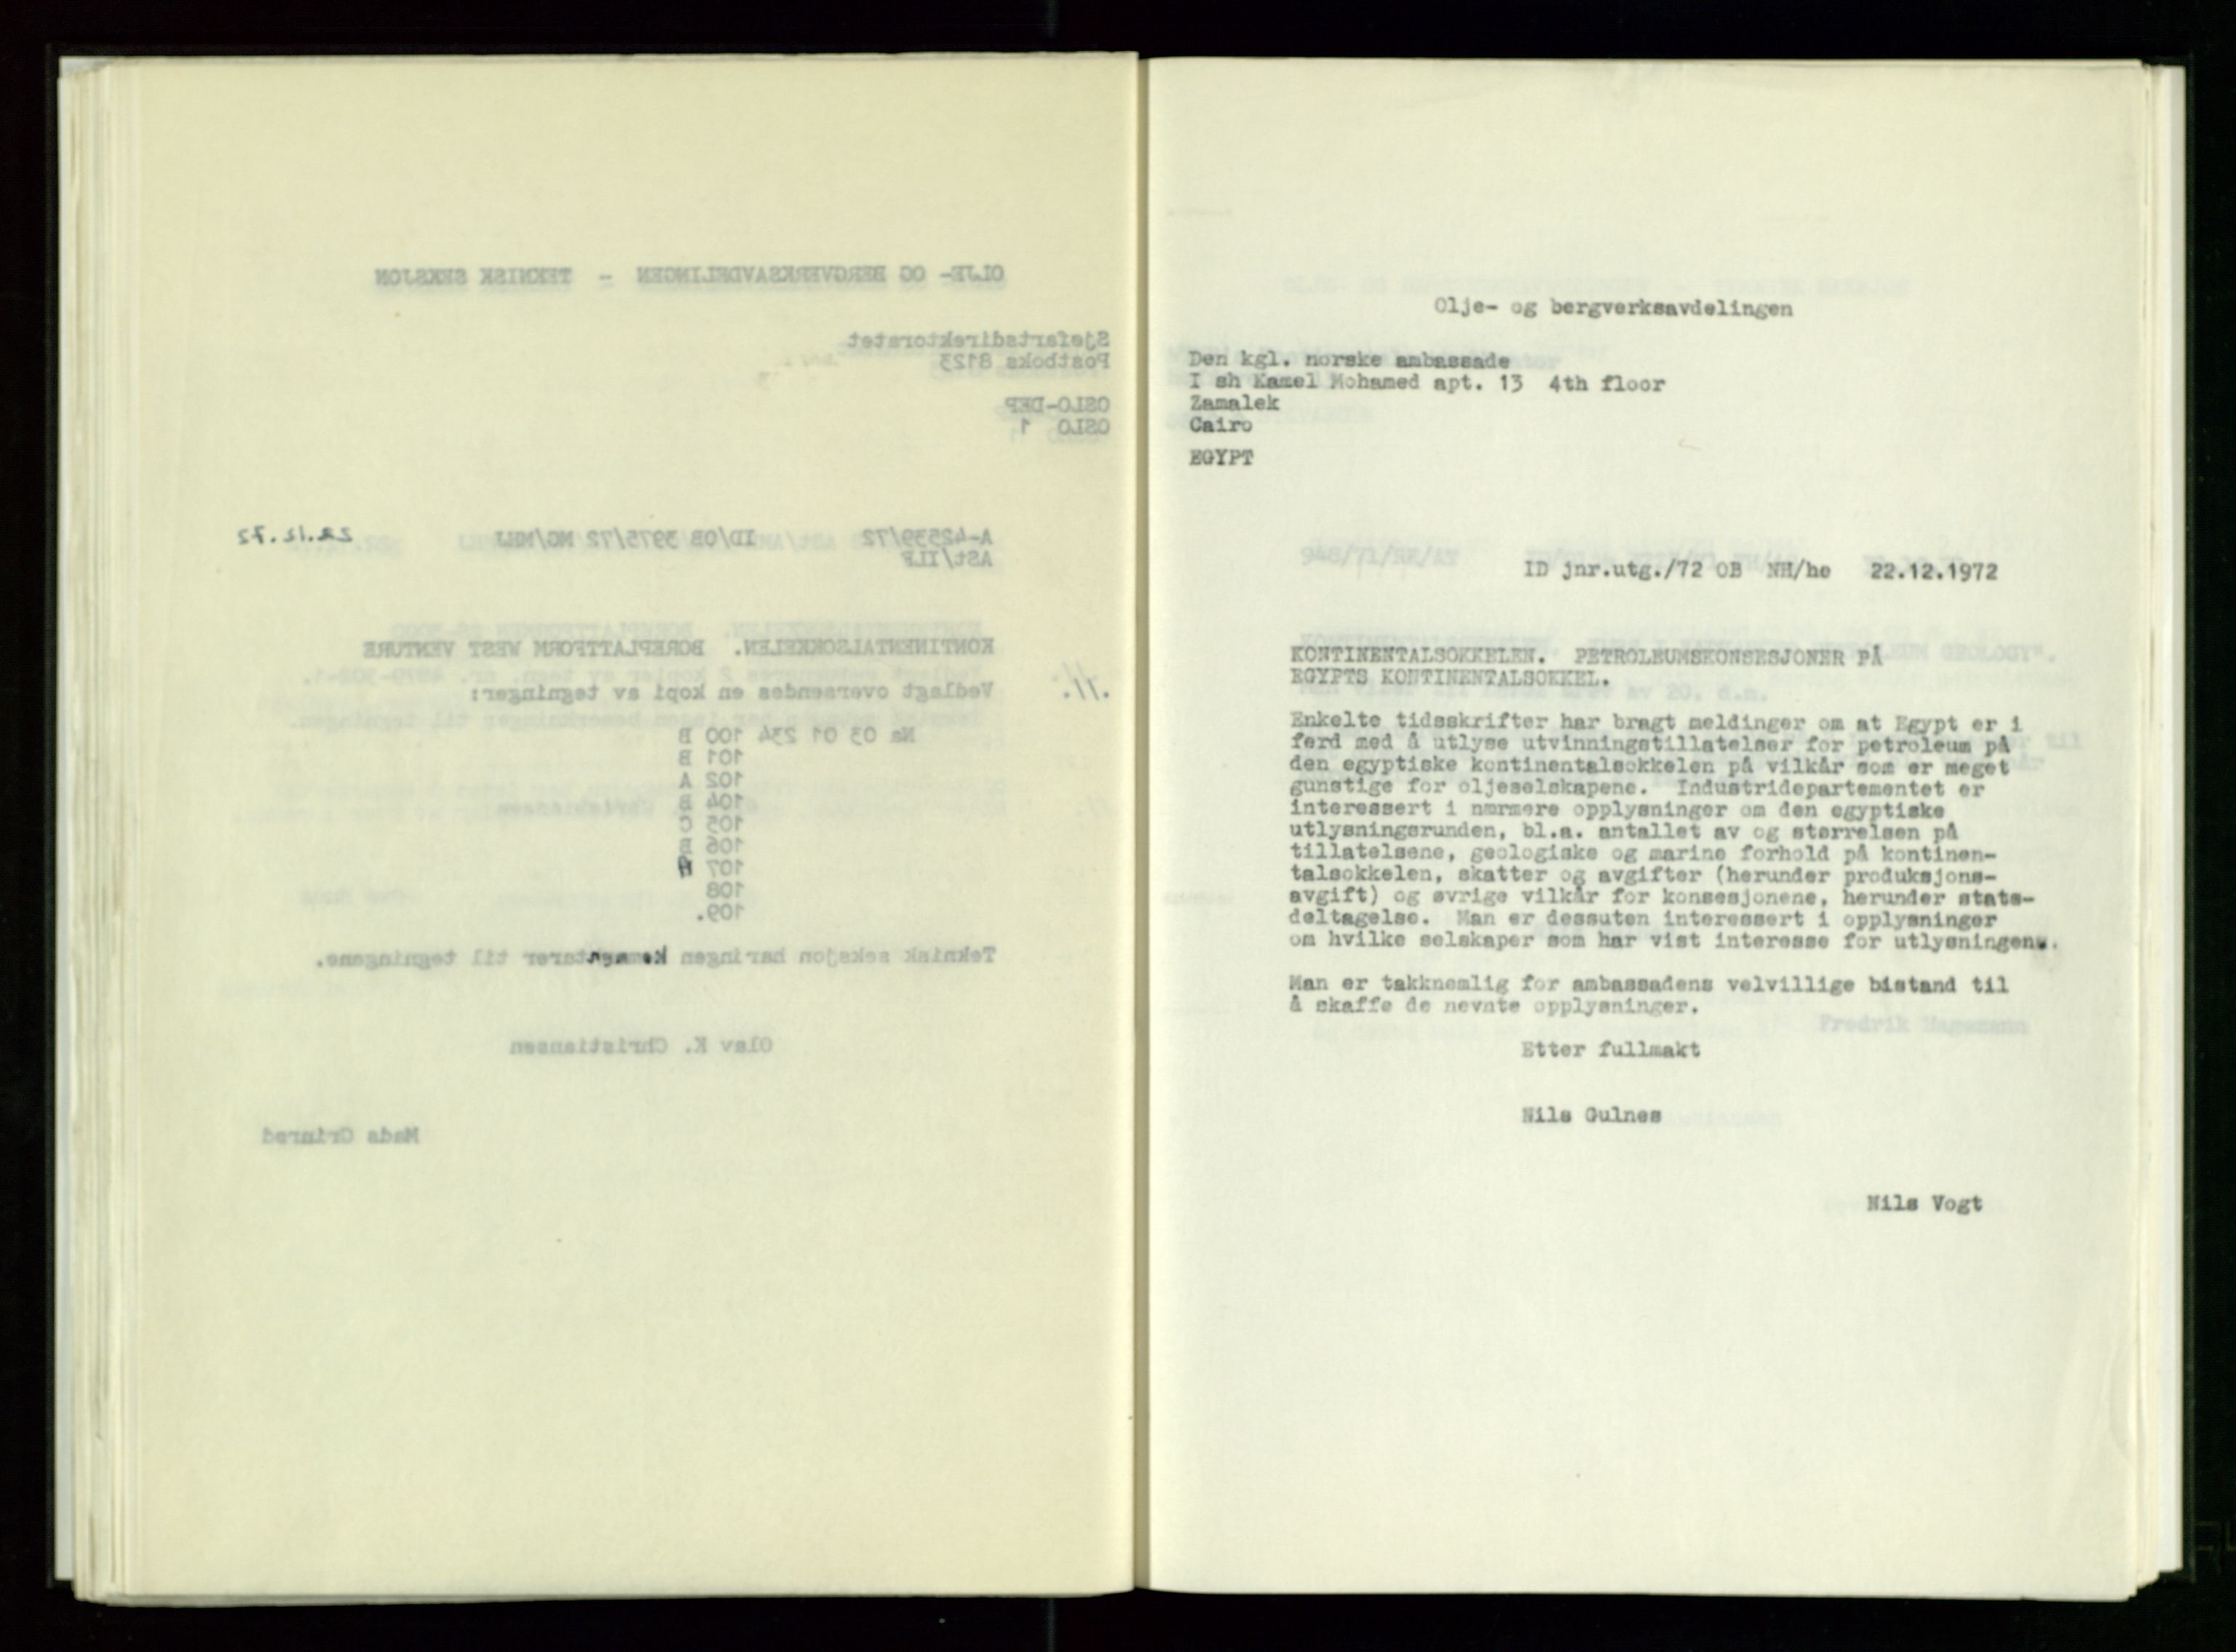 OLJE- OG BERGVERKSAVDELINGEN - TEKNISK SEKSJON
Sjøfartsdirektoratet
Postboks 8123
OSLO-DEP
OSLO 1
A-42539/72 ID/OB 3975/72 MG/MHJ 22.12.72
ASt/ILF
KONTINENTALSOKKELEN. BOREPLATTFORM WEST VENTURE
Vedlagt oversendes en kopi av tegninger:
Na 03 01 234 100 B
101 B
102 A
104 B
105 C
106 B
107 A
108
109.
Teknisk seksjon har ingen kommentarer til tegningene.
Olav K. Christiansen
Mads Grinrød
Olje- og bergverksavdelingen
Den kgl. norske ambassade
I sh Kamel Mohamed apt. 13 4th floor
Zamalek
Cairo
EGYPT
ID jnr.utg./72 OB NH/he 22.12.1972
KONTINENTALSOKKELEN. PETROLEUMSKONSESJONER PÅ
EGYPTS KONTINENTALSOKKEL.
Enkelte tidsskrifter har bragt meldinger om at Egypt er i
ferd med å utlyse utvinningstillatelser for petroleum på
den egyptiske kontinentalsokkelen på vilkår som er meget
gunstige for oljeselskapene. Industridepartementet er
interessert i nærmere opplysninger om den egyptiske
utlysningsrunden, bl.a. antallet av og størrelsen på
tillatelsene, geologiske og marine forhold på kontinen-
talsokkelen, skatter og avgifter (herunder produksjons-
avgift) og øvrige vilkår for konsesjonene, herunder stats-
deltagelse. Man er dessuten interessert i opplysninger
om hvilke selskaper som har vist interesse for utlysningen.
Man er takknemlig for ambassadens velvillige bistand til
å skaffe de nevnte opplysninger.
Etter fullmakt
Nils Gulnes
Nils Vogt